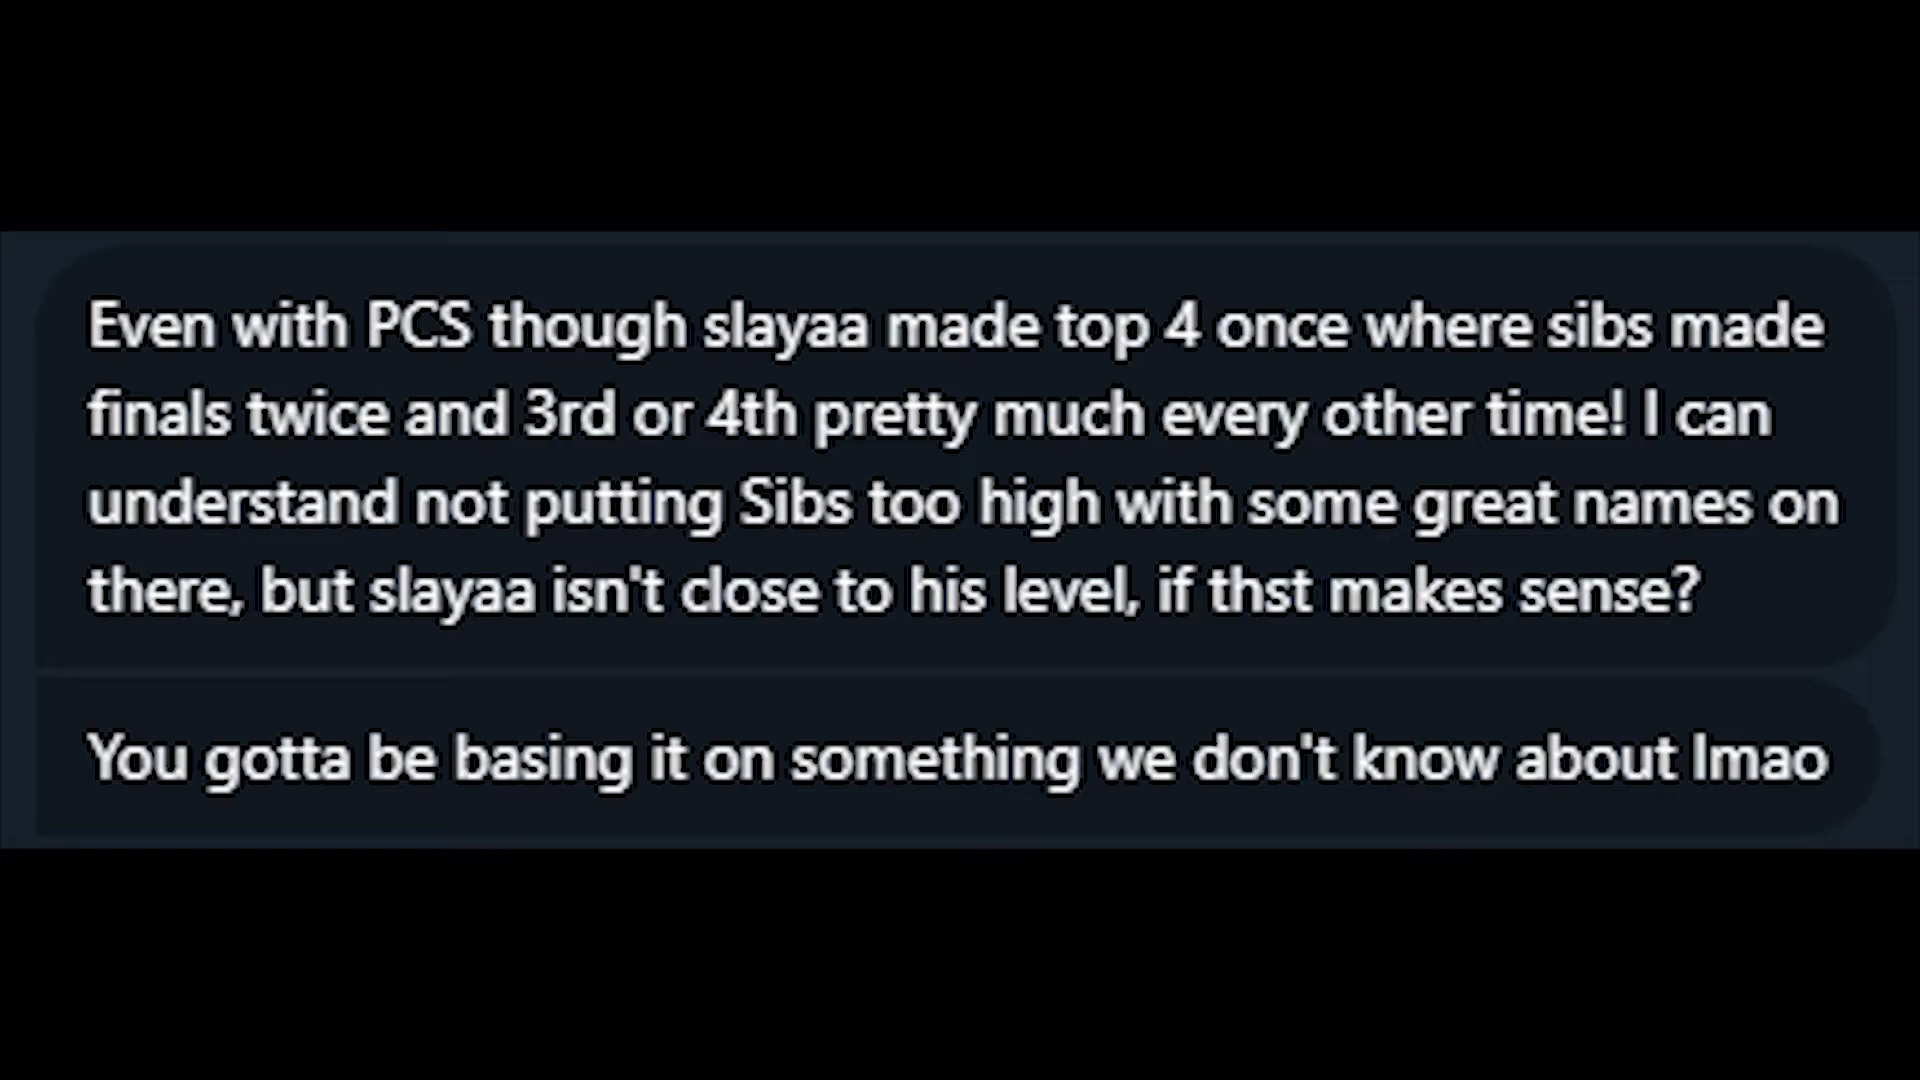 Even with PCS though slayaa made top 4 once where sibs made
finals twice and 3rd or 4th pretty much every other time! I can
understand not putting Sibs too high with some great names on
there, but slayaa isn't close to his level, if thst makes sense?
You gotta be basing it on something we don't know about lmao